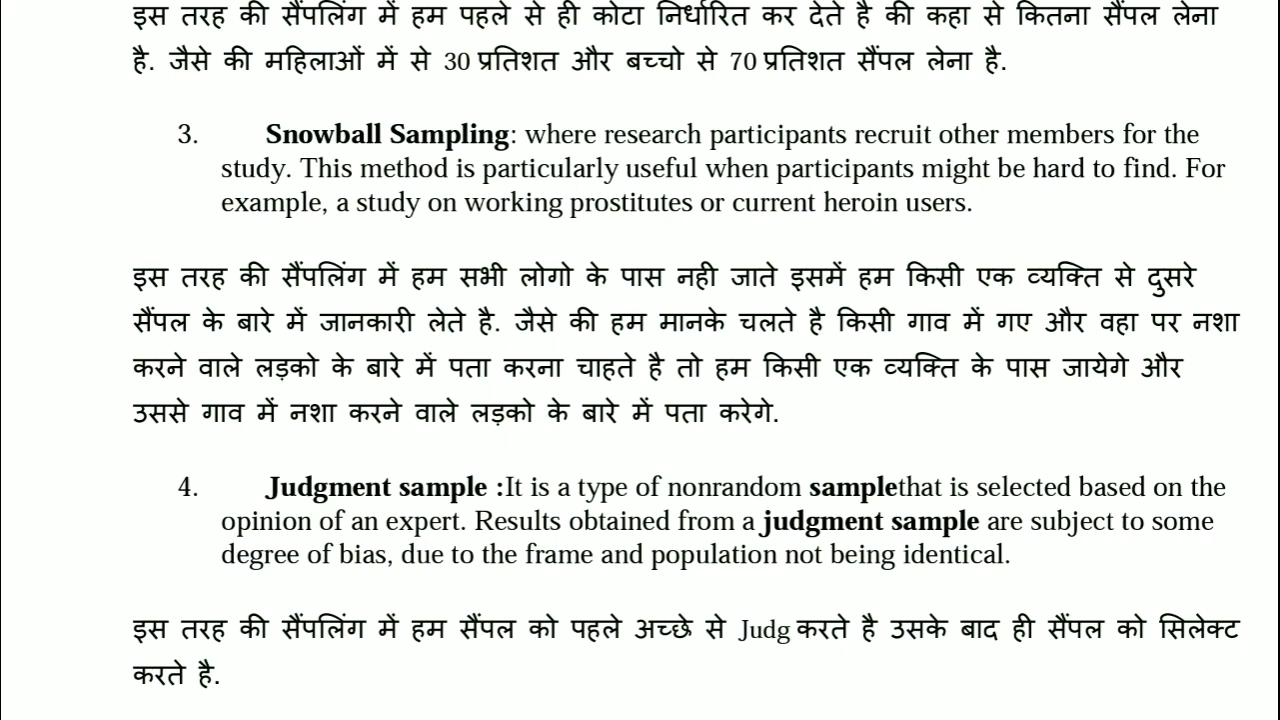 इस तरह की सैंपलिंग में हम पहले से ही कोटा निर्धारित कर देते है की कहा से कितना सैंपल लेना
है. जैसे की महिलाओं में से 30 प्रतिशत और बच्चो से 70 प्रतिशत सैंपल लेना है.
3. Snowball Sampling: where research participants recruit other members for the
study. This method is particularly useful when participants might be hard to find. For
example, a study on working prostitutes or current heroin users.
इस तरह की सैंपलिंग में हम सभी लोगो के पास नही जाते इसमें हम किसी एक व्यक्ति से दुसरे
सैंपल के बारे में जानकारी लेते है. जैसे की हम मानके चलते है किसी गाव में गए और वहा पर नशा
करने वाले लड़को के बारे में पता करना चाहते है तो हम किसी एक व्यक्ति के पास जायेगे और
उससे गाव में नशा करने वाले लड़को के बारे में पता करेगे.
4. Judgment sample :It is a type of nonrandom samplethat is selected based on the
opinion of an expert. Results obtained from a judgment sample are subject to some
degree of bias, due to the frame and population not being identical.
इस तरह की सैंपलिंग में हम सैंपल को पहले अच्छे से Judg करते है उसके बाद ही सैंपल को सिलेक्ट
करते है.